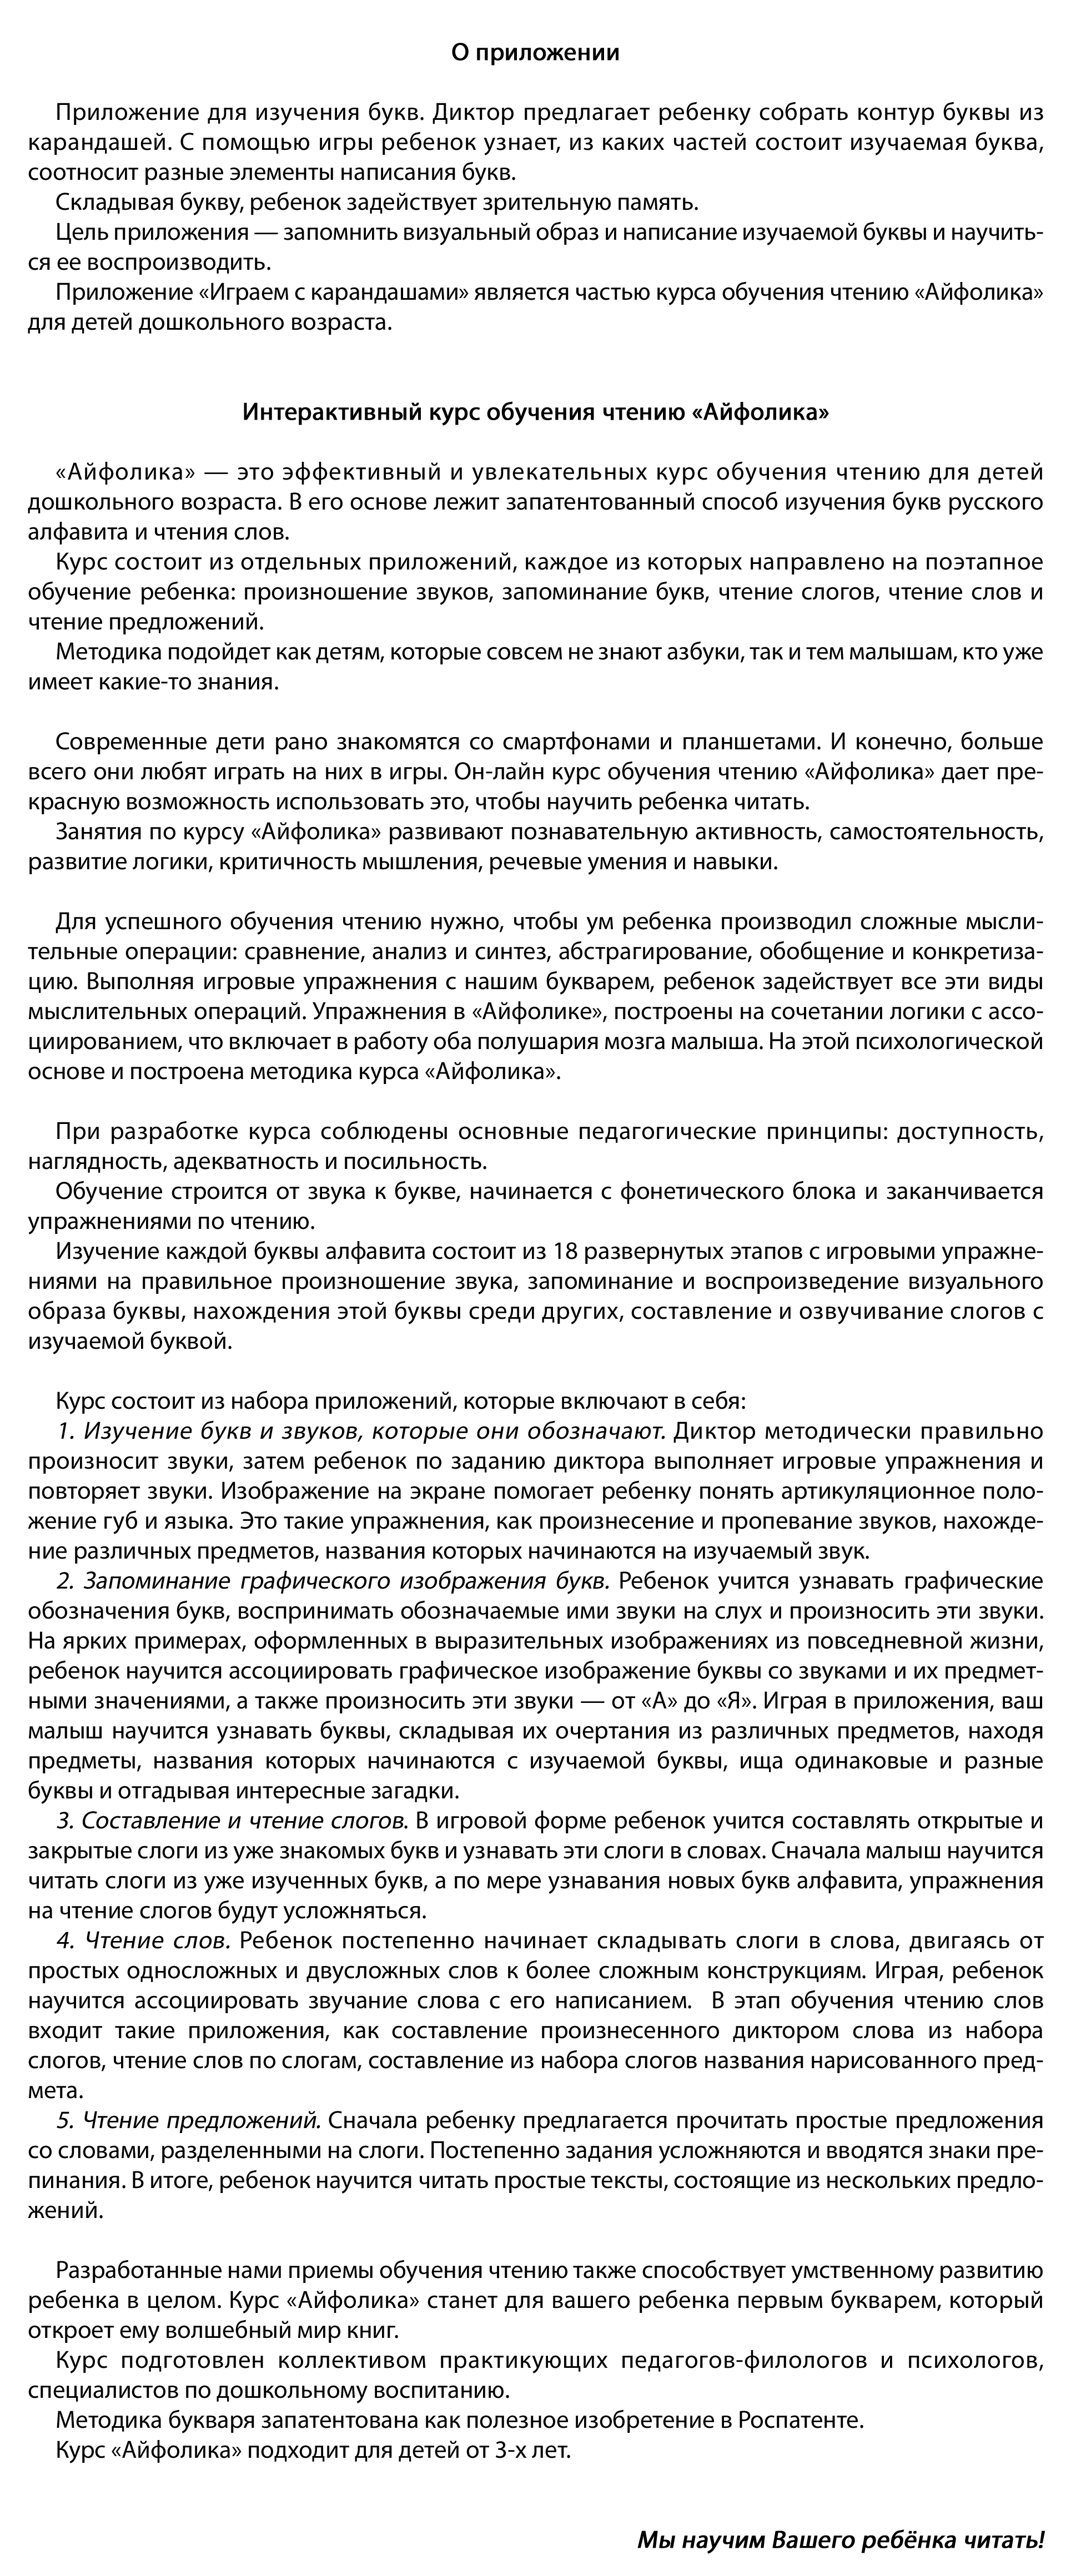 О приложении
Приложение для изучения букв. Диктор предлагает ребенку собрать контур буквы из
карандашей. С помощью игры ребенок узнает, из каких частей состоит изучаемая буква,
соотносит разные элементы написания букв.
Складывая букву, ребенок задействует зрительную память.
Цель приложения — запомнить визуальный образ и написание изучаемой буквы и научить-
ся ее воспроизводить.
Приложение «Играем с карандашами» является частью курса обучения чтению «Айфолика»
для детей дошкольного возраста.
Интерактивный курс обучения чтению «Айфолика»
«Айфолика» — это эффективный и увлекательных курс обучения чтению для детей
дошкольного возраста. В его основе лежит запатентованный способ изучения букв русского
алфавита и чтения слов.
Курс состоит из отдельных приложений, каждое из которых направлено на поэтапное
обучение ребенка: произношение звуков, запоминание букв, чтение слогов, чтение слов и
чтение предложений.
Методика подойдет как детям, которые совсем не знают азбуки, так и тем малышам, кто уже
имеет какие-то знания.
Современные дети рано знакомятся со смартфонами и планшетами. И конечно, больше
всего они любят играть на них в игры. Он-лайн курс обучения чтению «Айфолика» дает пре-
красную возможность использовать это, чтобы научить ребенка читать.
Занятия по курсу «Айфолика» развивают познавательную активность, самостоятельность,
развитие логики, критичность мышления, речевые умения и навыки.
Для успешного обучения чтению нужно, чтобы ум ребенка производил сложные мысли-
тельные операции: сравнение, анализ и синтез, абстрагирование, обобщение и конкретиза-
цию. Выполняя игровые упражнения с нашим букварем, ребенок задействует все эти виды
мыслительных операций. Упражнения в «Айфолике», построены на сочетании логики с ассо-
циированием, что включает в работу оба полушария мозга малыша. На этой психологической
основе и построена методика курса «Айфолика».
При разработке курса соблюдены основные педагогические принципы: доступность,
наглядность, адекватность и посильность.
Обучение строится от звука к букве, начинается с фонетического блока и заканчивается
упражнениями по чтению.
Изучение каждой буквы алфавита состоит из 18 развернутых этапов с игровыми упражне-
ниями на правильное произношение звука, запоминание и воспроизведение визуального
образа буквы, нахождения этой буквы среди других, составление и озвучивание слогов с
изучаемой буквой.
Курс состоит из набора приложений, которые включают в себя:
1. Изучение букв и звуков, которые они обозначают. Диктор методически правильно
произносит звуки, затем ребенок по заданию диктора выполняет игровые упражнения и
повторяет звуки. Изображение на экране помогает ребенку понять артикуляционное поло-
жение губ и языка. Это такие упражнения, как произнесение и пропевание звуков, нахожде-
ние различных предметов, названия которых начинаются на изучаемый звук.
2. Запоминание графического изображения букв. Ребенок учится узнавать графические
обозначения букв, воспринимать обозначаемые ими звуки на слух и произносить эти звуки.
На ярких примерах, оформленных в выразительных изображениях из повседневной жизни,
ребенок научится ассоциировать графическое изображение буквы со звуками и их предмет-
ными значениями, а также произносить эти звуки — от «А» до «Я». Играя в приложения, ваш
малыш научится узнавать буквы, складывая их очертания из различных предметов, находя
предметы, названия которых начинаются с изучаемой буквы, ища одинаковые и разные
буквы и отгадывая интересные загадки.
3. Составление и чтение слогов. В игровой форме ребенок учится составлять открытые и
закрытые слоги из уже знакомых букв и узнавать эти слоги в словах. Сначала малыш научится
читать слоги из уже изученных букв, а по мере узнавания новых букв алфавита, упражнения
на чтение слогов будут усложняться.
4. Чтение слов. Ребенок постепенно начинает складывать слоги в слова, двигаясь от
простых односложных и двусложных слов к более сложным конструкциям. Играя, ребенок
научится ассоциировать звучание слова с его написанием. В этап обучения чтению слов
входит такие приложения, как составление произнесенного диктором слова из набора
слогов, чтение слов по слогам, составление из набора слогов названия нарисованного пред-
мета.
5. Чтение предложений. Сначала ребенку предлагается прочитать простые предложения
со словами, разделенными на слоги. Постепенно задания усложняются и вводятся знаки пре-
пинания. В итоге, ребенок научится читать простые тексты, состоящие из нескольких предло-
жений.
Разработанные нами приемы обучения чтению также способствует умственному развитию
ребенка в целом. Курс «Айфолика» станет для вашего ребенка первым букварем, который
откроет ему волшебный мир книг.
Курс подготовлен коллективом практикующих педагогов-филологов и психологов,
специалистов по дошкольному воспитанию.
Методика букваря запатентована как полезное изобретение в Роспатенте.
Курс «Айфолика» подходит для детей от 3-х лет.
Мы научим Вашего ребёнка читать!